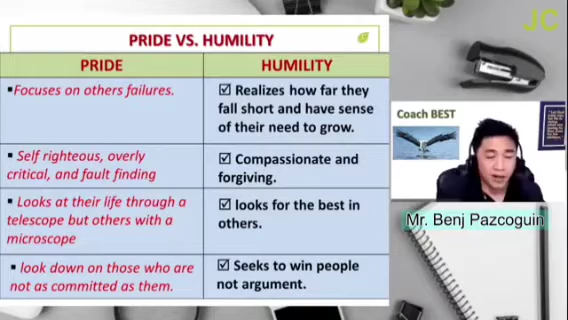 JC
PRIDE VS. HUMILITY
PRIDE
HUMILITY
Focuses on others failures.
Realizes how far they
fall short and have sense
of their need to grow.
Self righteous, overly
critical, and fault finding
Compassionate and
forgiving.
Looks at their life through a
telescope but others with a
microscope
looks for the best in
others.
look down on those who are
not as committed as them.
Seeks to win people
not argument.
Coach BEST
Mr. Benj Pazcoguin